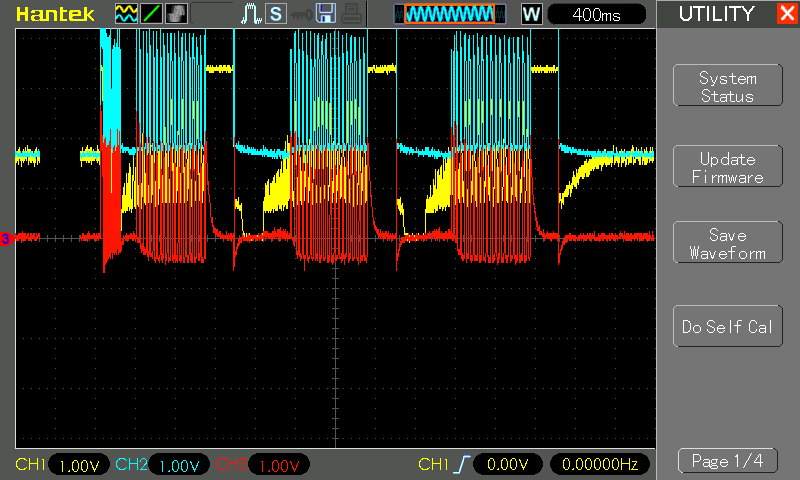 Hantek
S
W
400ms
UTILITY
System
Status
Update
Firmware
Save
Waveform
Do Self Cal
Page 1/4
3
CH1 1.00V CH2 1.00V CH3 1.00V CH1 0.00V 0.00000Hz